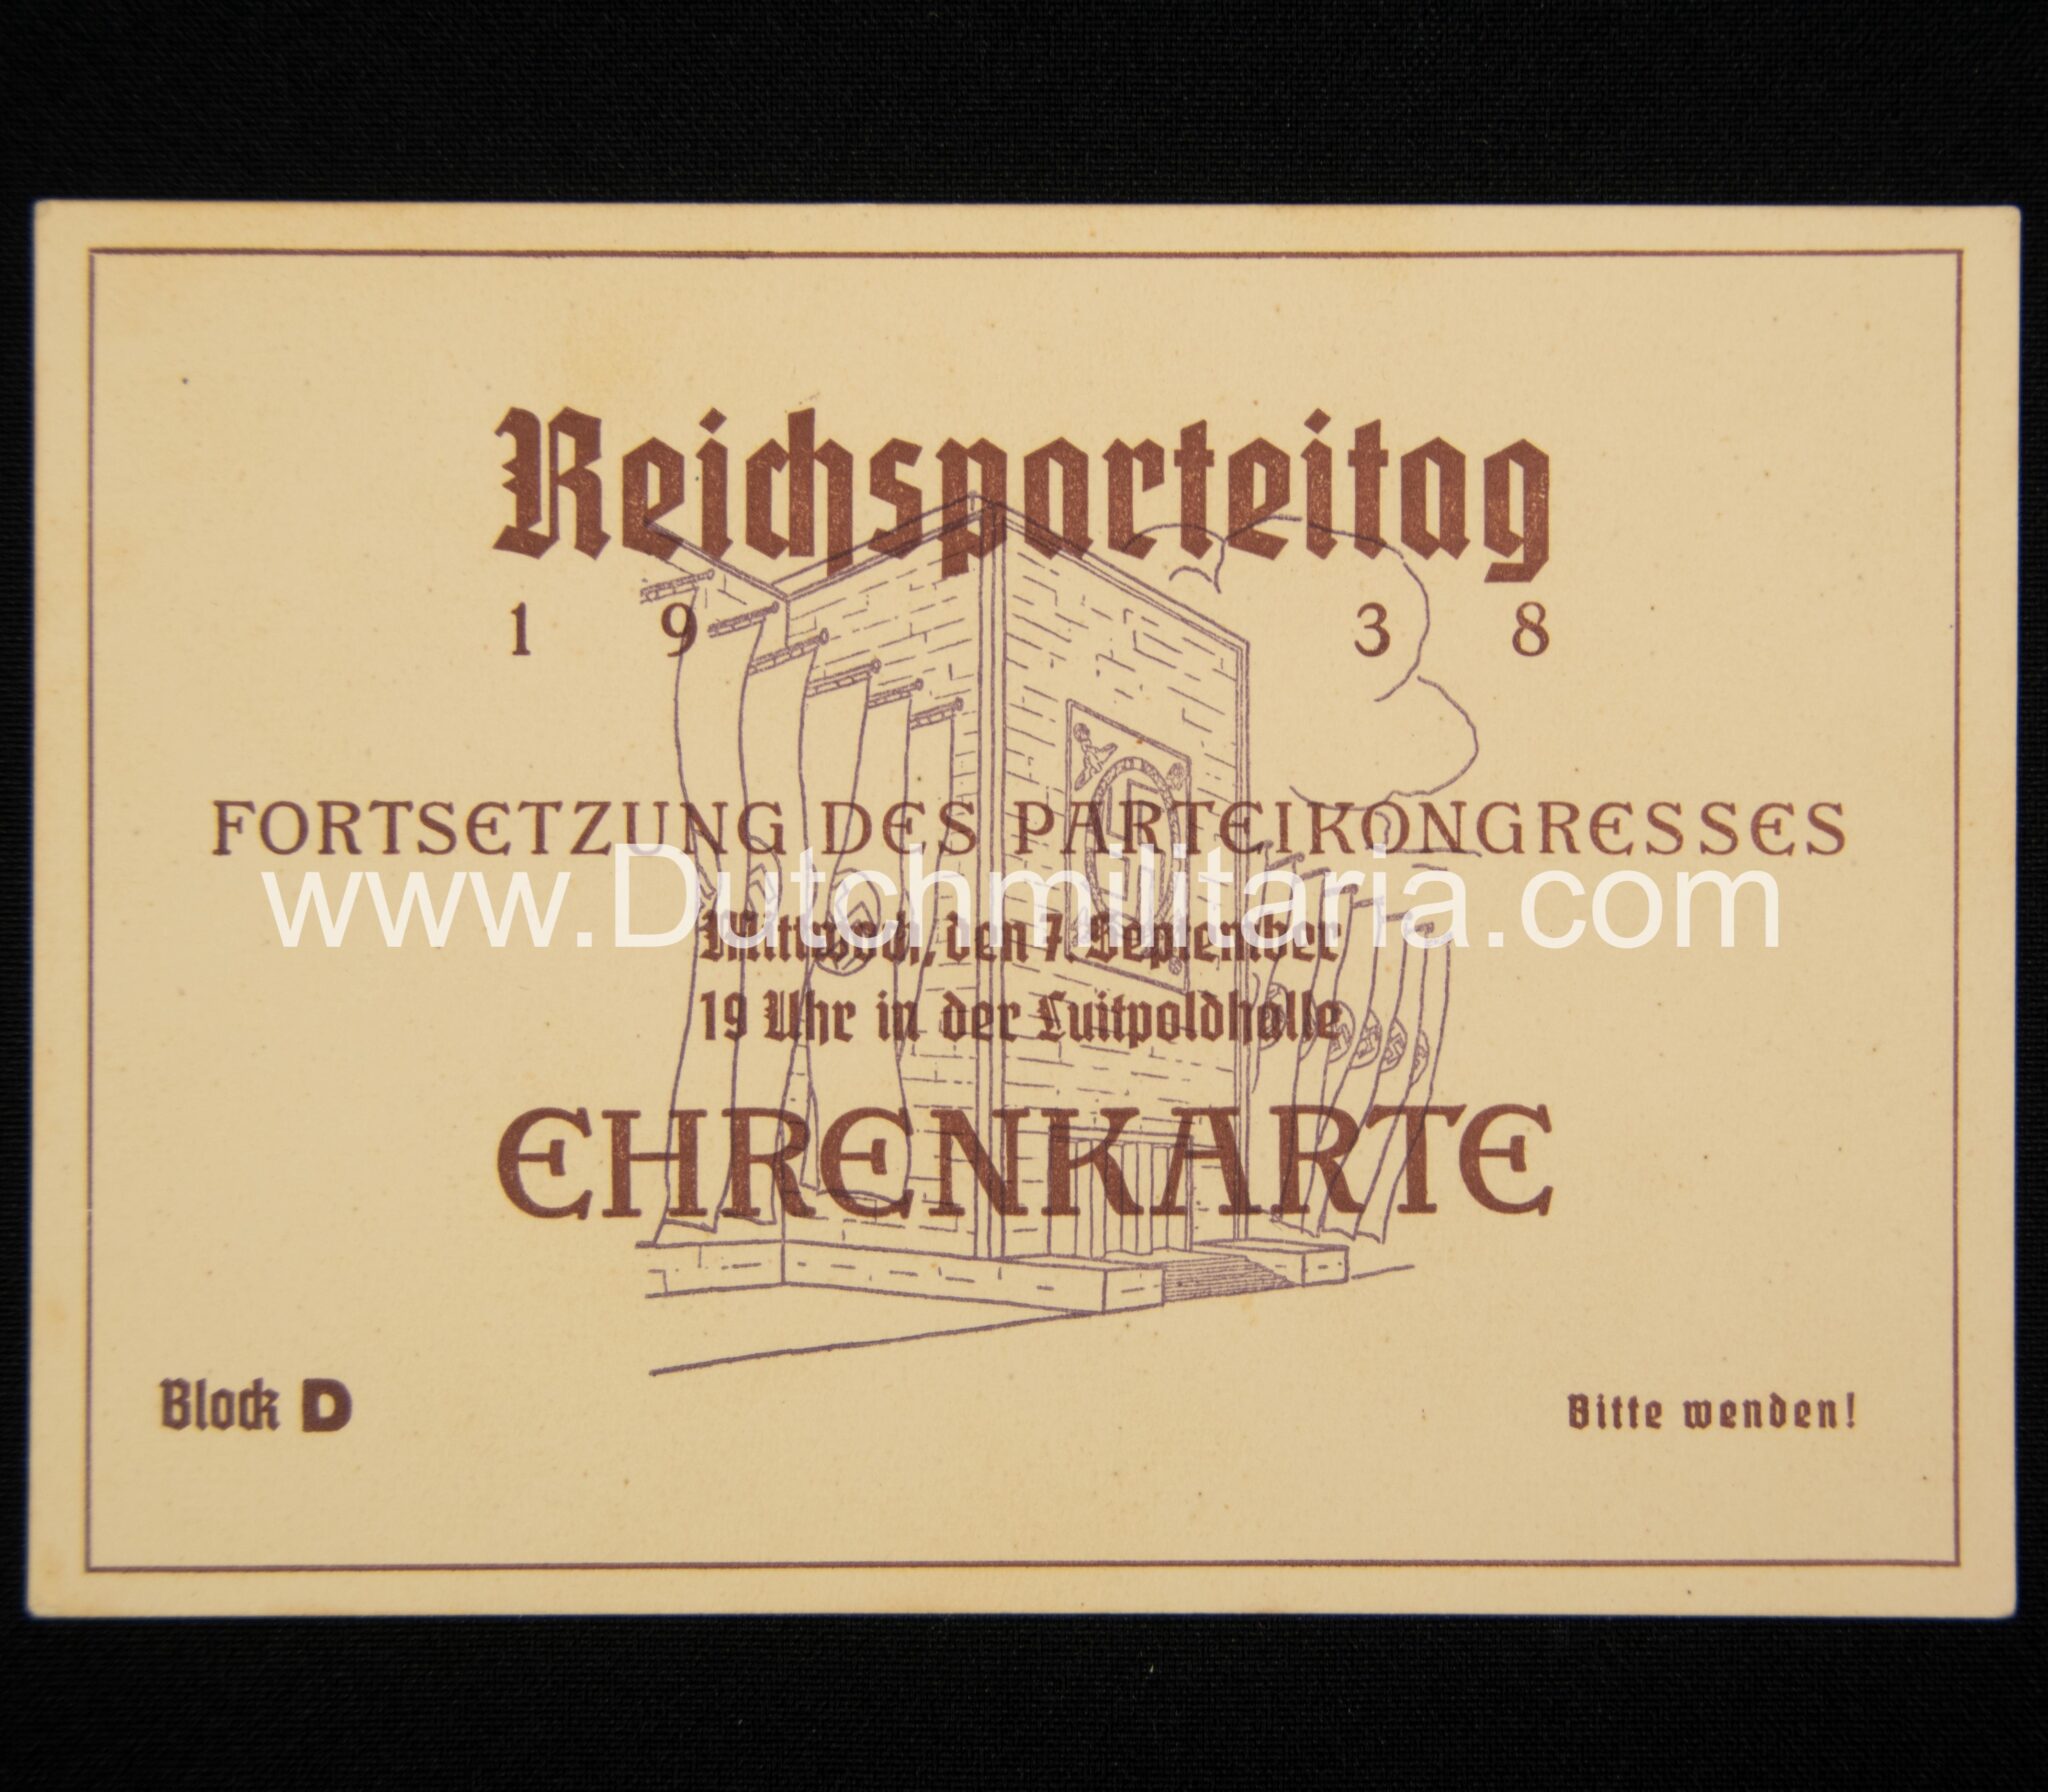 Reichsparteitag
1938
FORTSETZUNG DES PARTEIKONGRESSES
www.Dutchmilitaria.com
Mittwoch, den 7. September
19 Uhr in der Luitpoldhalle
EHRENKARTE
Block D
Bitte wenden!